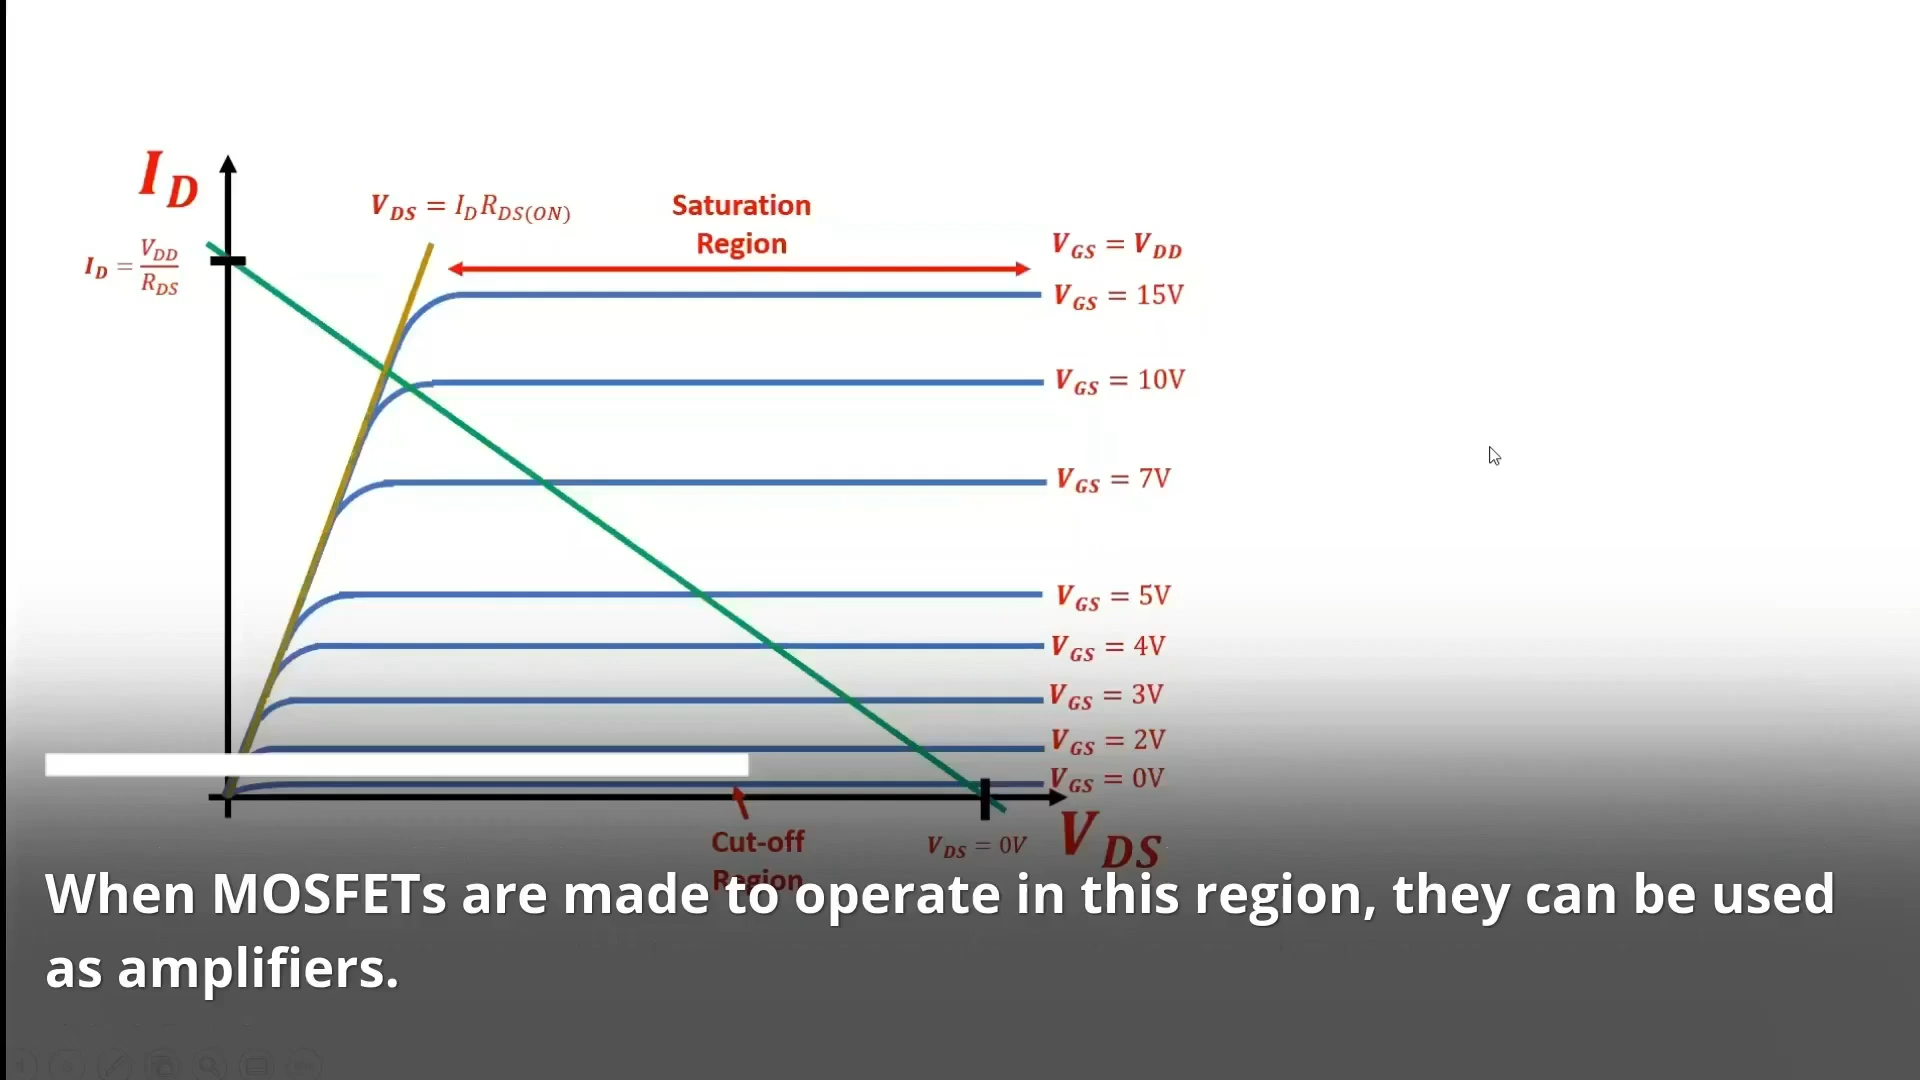 I_D
I_D = V_DD / R_DS
V_DS = I_D R_DS(ON)
Saturation
Region
V_GS = V_DD
V_GS = 15V
V_GS = 10V
V_GS = 7V
V_GS = 5V
V_GS = 4V
V_GS = 3V
V_GS = 2V
V_GS = 0V
Cut-off
Region
V_DS = 0V
V_DS
When MOSFETs are made to operate in this region, they can be used
as amplifiers.